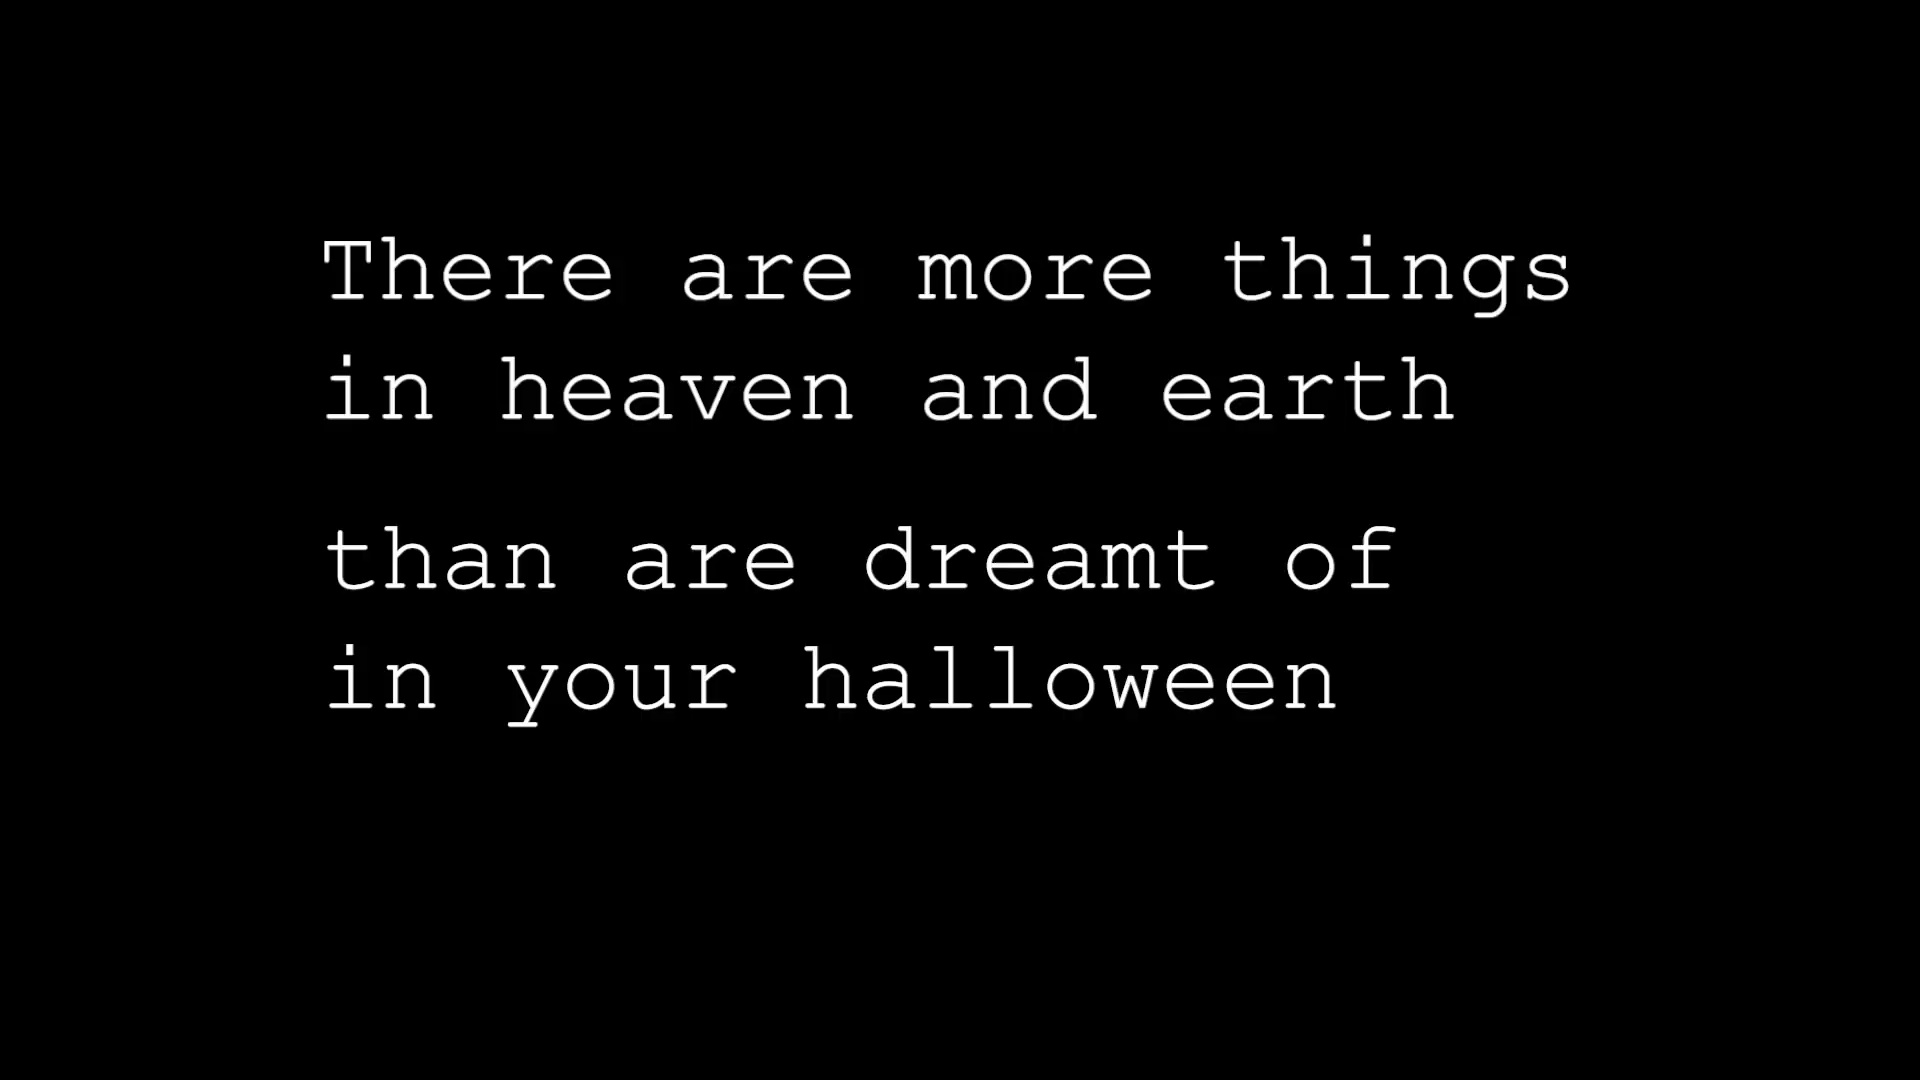 There are more things
in heaven and earth
than are dreamt of
in your halloween